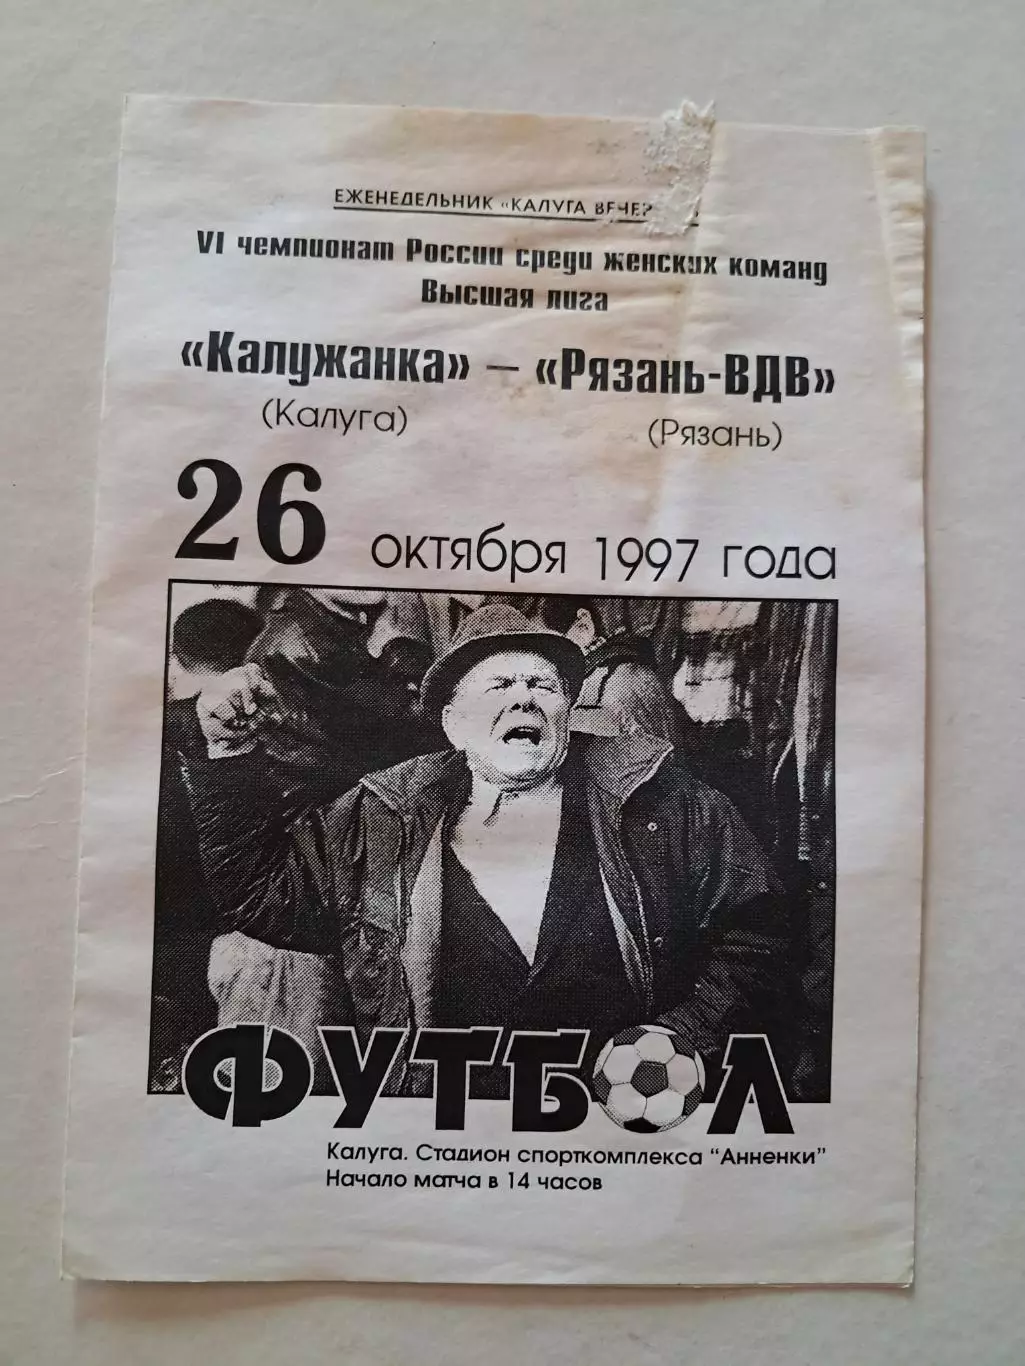 ЕЖЕНЕДЕЛЬНИК «КАЛУГА
VI чемпионат России среди женских команд
Высшая лига
«Калужанка» – «Рязань-ВДВ»
(Калуга) (Рязань)
26 октября 1997 года
ФУТБОЛ
Калуга. Стадион спорткомплекса "Анненки"
Начало матча в 14 часов